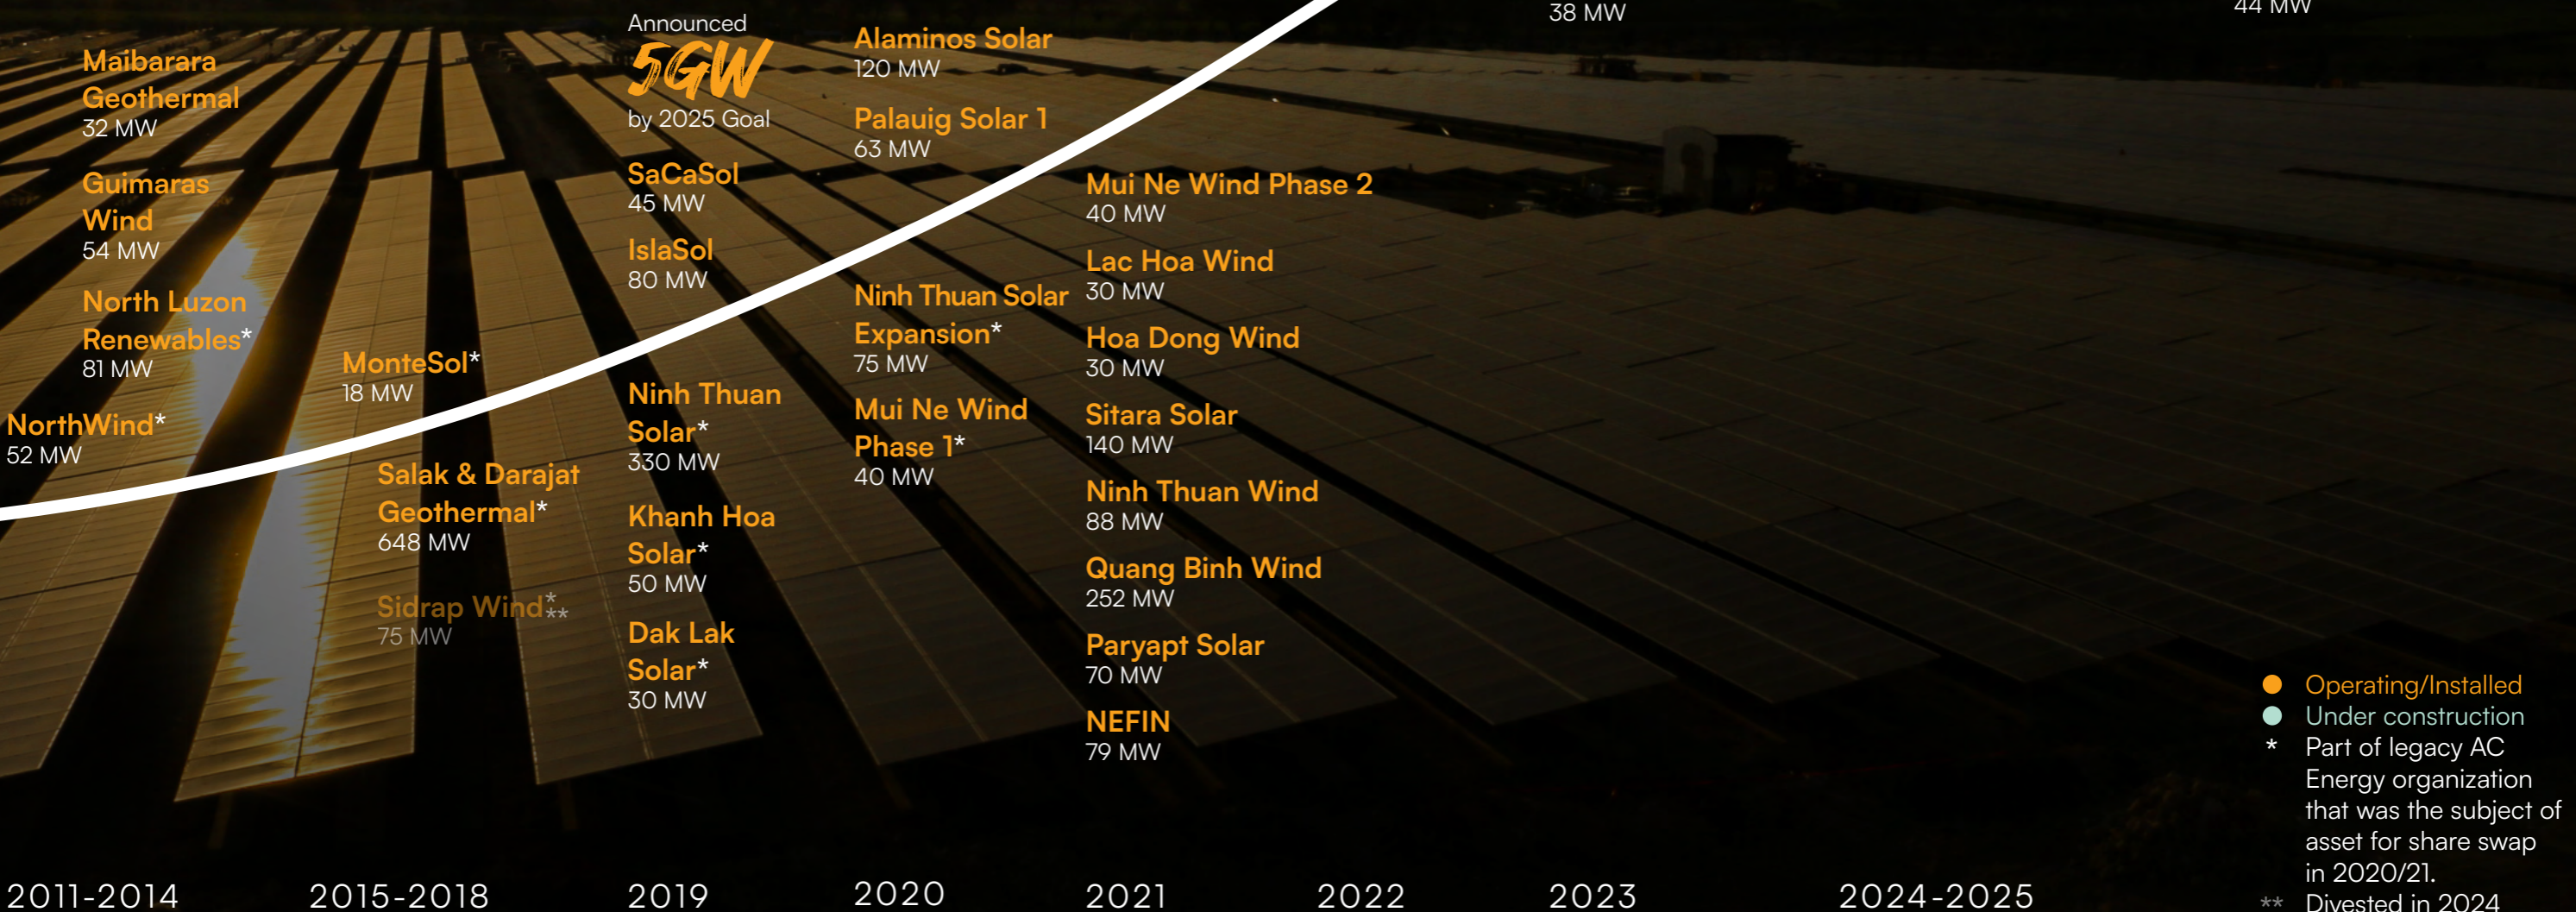 Maibarara
Geothermal
32 MW
Guimaras
Wind
54 MW
North Luzon
Renewables*
81 MW
NorthWind*
52 MW
MonteSol*
18 MW
Salak & Darajat
Geothermal*
648 MW
Sidrap Wind*
**
75 MW
Announced
5GW
by 2025 Goal
SaCaSol
45 MW
IslaSol
80 MW
Ninh Thuan
Solar*
330 MW
Khanh Hoa
Solar*
50 MW
Dak Lak
Solar*
30 MW
Alaminos Solar
120 MW
Palauig Solar 1
63 MW
Ninh Thuan Solar
Expansion*
75 MW
Mui Ne Wind
Phase 1*
40 MW
Mui Ne Wind Phase 2
40 MW
Lac Hoa Wind
30 MW
Hoa Dong Wind
30 MW
Sitara Solar
140 MW
Ninh Thuan Wind
88 MW
Quang Binh Wind
252 MW
Paryapt Solar
70 MW
NEFIN
79 MW
38 MW
44 MW
Operating/Installed
Under construction
* Part of legacy AC
Energy organization
that was the subject of
asset for share swap
in 2020/21.
** Divested in 2024
2011-2014
2015-2018
2019
2020
2021
2022
2023
2024-2025